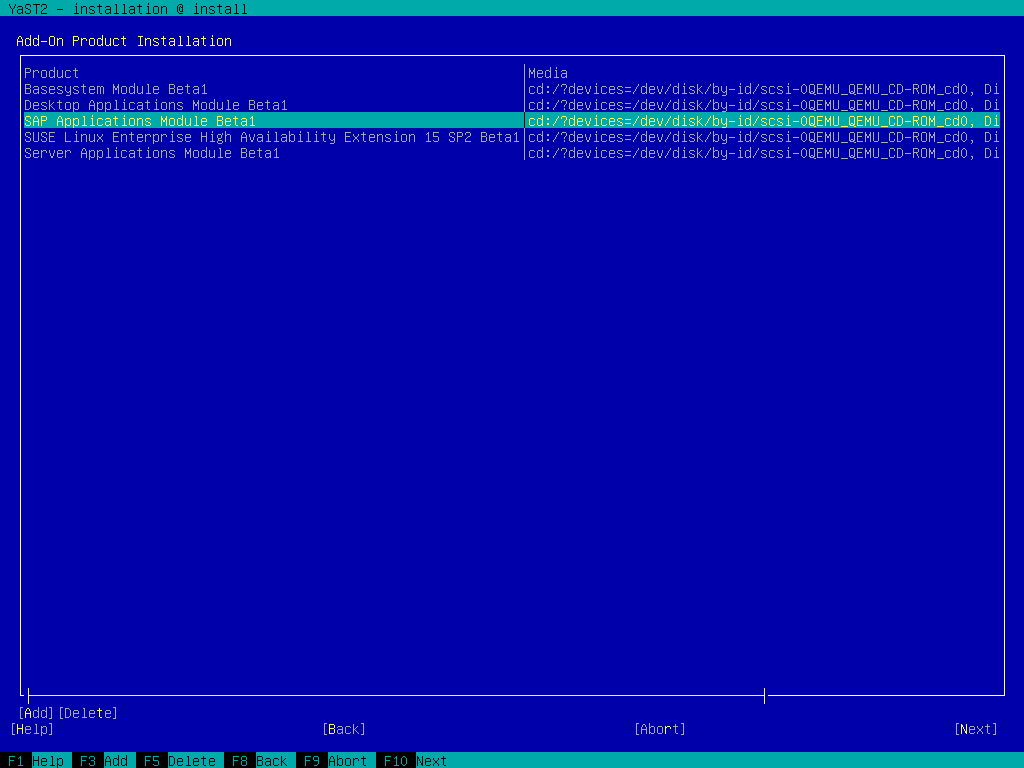 YaST2 - installation @ install
Add-On Product Installation
Product |Media
Basesystem Module Beta1 |cd:/?devices=/dev/disk/by-id/scsi-0QEMU_QEMU_CD-ROM_cd0, Di
Desktop Applications Module Beta1 |cd:/?devices=/dev/disk/by-id/scsi-0QEMU_QEMU_CD-ROM_cd0, Di
SAP Applications Module Beta1 |cd:/?devices=/dev/disk/by-id/scsi-0QEMU_QEMU_CD-ROM_cd0, Di
SUSE Linux Enterprise High Availability Extension 15 SP2 Beta1|cd:/?devices=/dev/disk/by-id/scsi-0QEMU_QEMU_CD-ROM_cd0, Di
Server Applications Module Beta1 |cd:/?devices=/dev/disk/by-id/scsi-0QEMU_QEMU_CD-ROM_cd0, Di
[Add][Delete]
[Help] [Back] [Abort] [Next]
F1 Help F3 Add F5 Delete F8 Back F9 Abort F10 Next